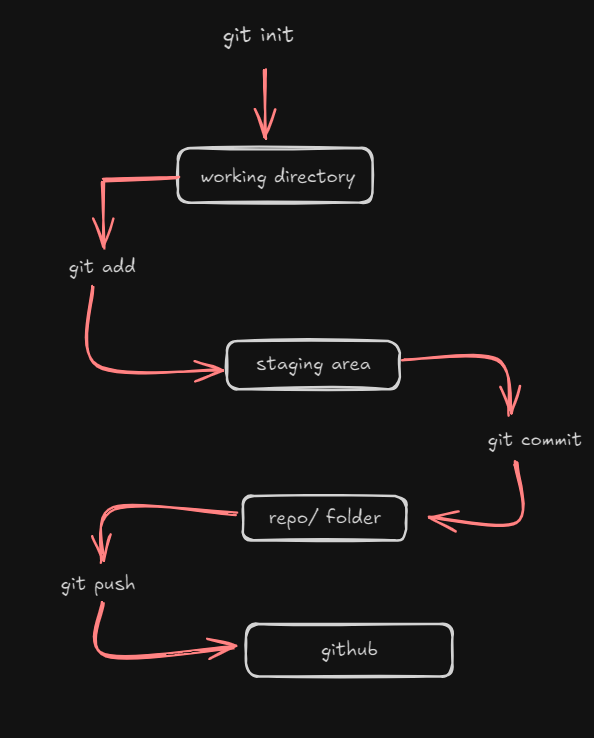 git init
working directory
git add
staging area
git commit
repo/ folder
git push
github